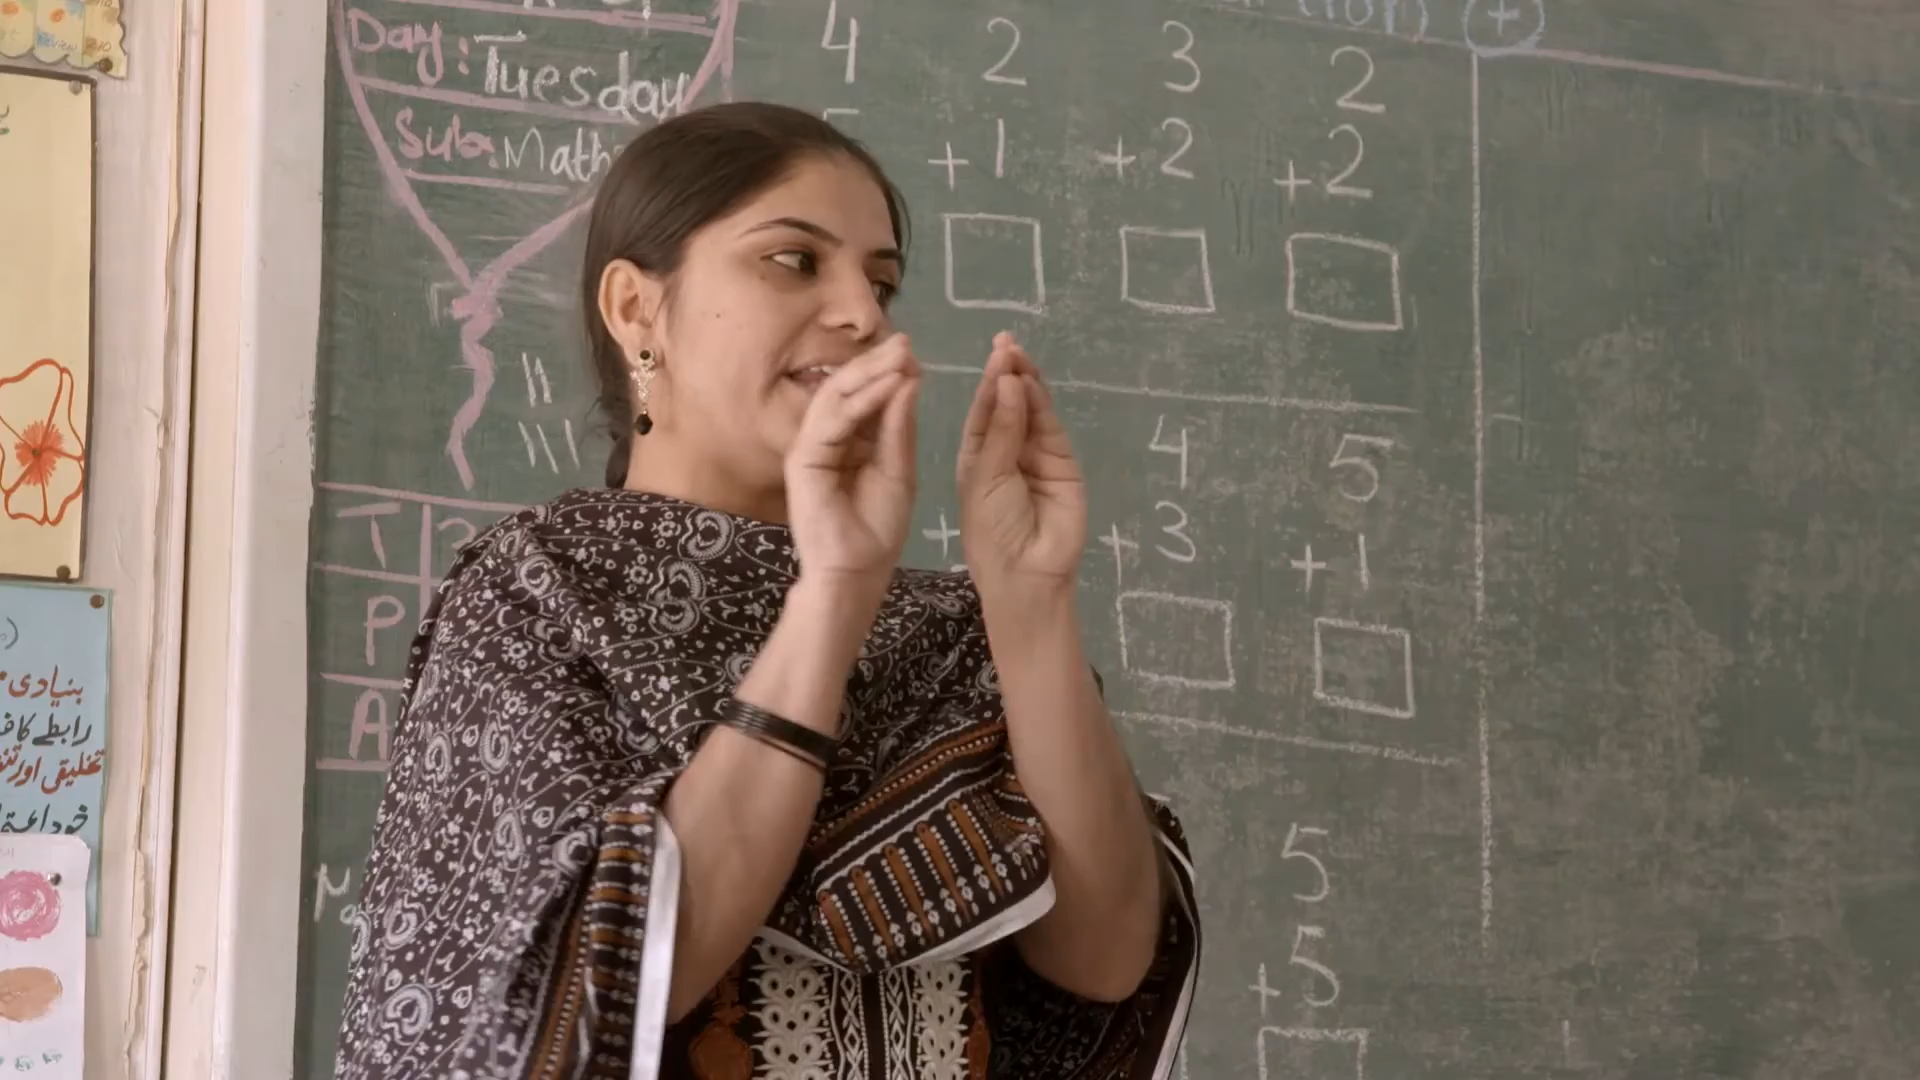 Day: Tuesday
Sub: Math
4 2 3 2
+ 1 + 2 + 2
4 5
+ + 3 + 1
5
+ 5
T
P
A
بنیادی
رابطے کا
تخلیقی اور